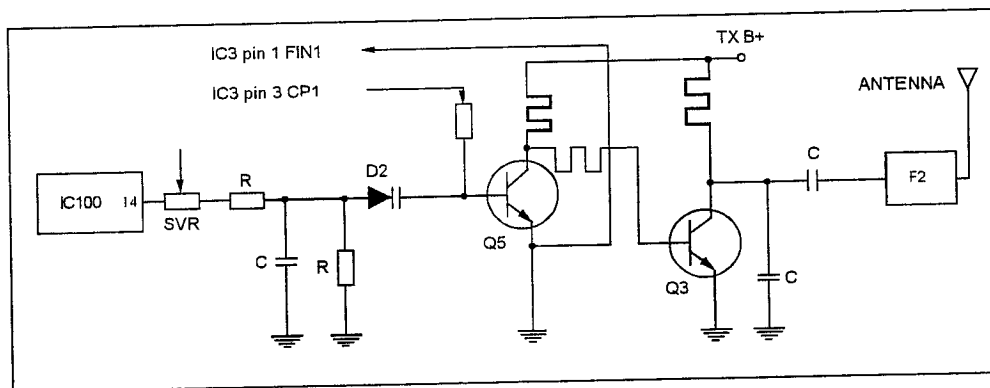 IC3 pin 1 FIN1
TX B+
IC3 pin 3 CP1
ANTENNA
D2
C
R
F2
IC100 14
SVR
Q5
C
R
Q3
C